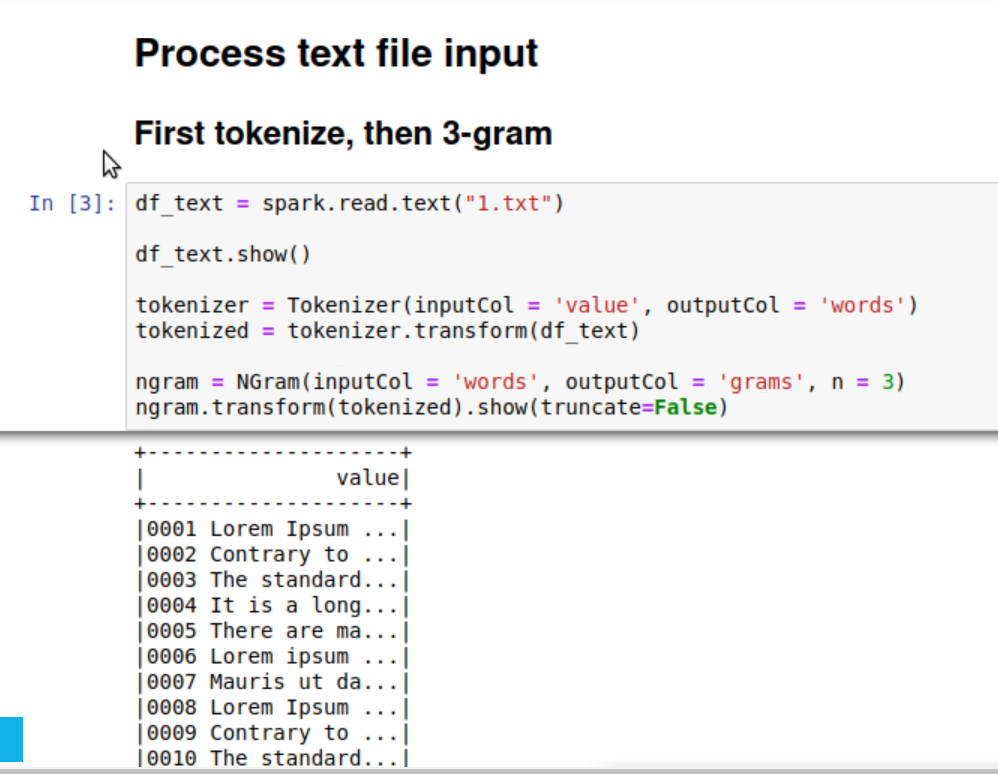 Process text file input
First tokenize, then 3-gram
In [3]: df_text = spark.read.text("1.txt")
df_text.show()
tokenizer = Tokenizer(inputCol = 'value', outputCol = 'words')
tokenized = tokenizer.transform(df_text)
ngram = NGram(inputCol = 'words', outputCol = 'grams', n = 3)
ngram.transform(tokenized).show(truncate=False)
+--------------------+
|               value|
+--------------------+
|0001 Lorem Ipsum ...|
|0002 Contrary to ...|
|0003 The standard...|
|0004 It is a long...|
|0005 There are ma...|
|0006 Lorem ipsum ...|
|0007 Mauris ut da...|
|0008 Lorem Ipsum ...|
|0009 Contrary to ...|
|0010 The standard...|